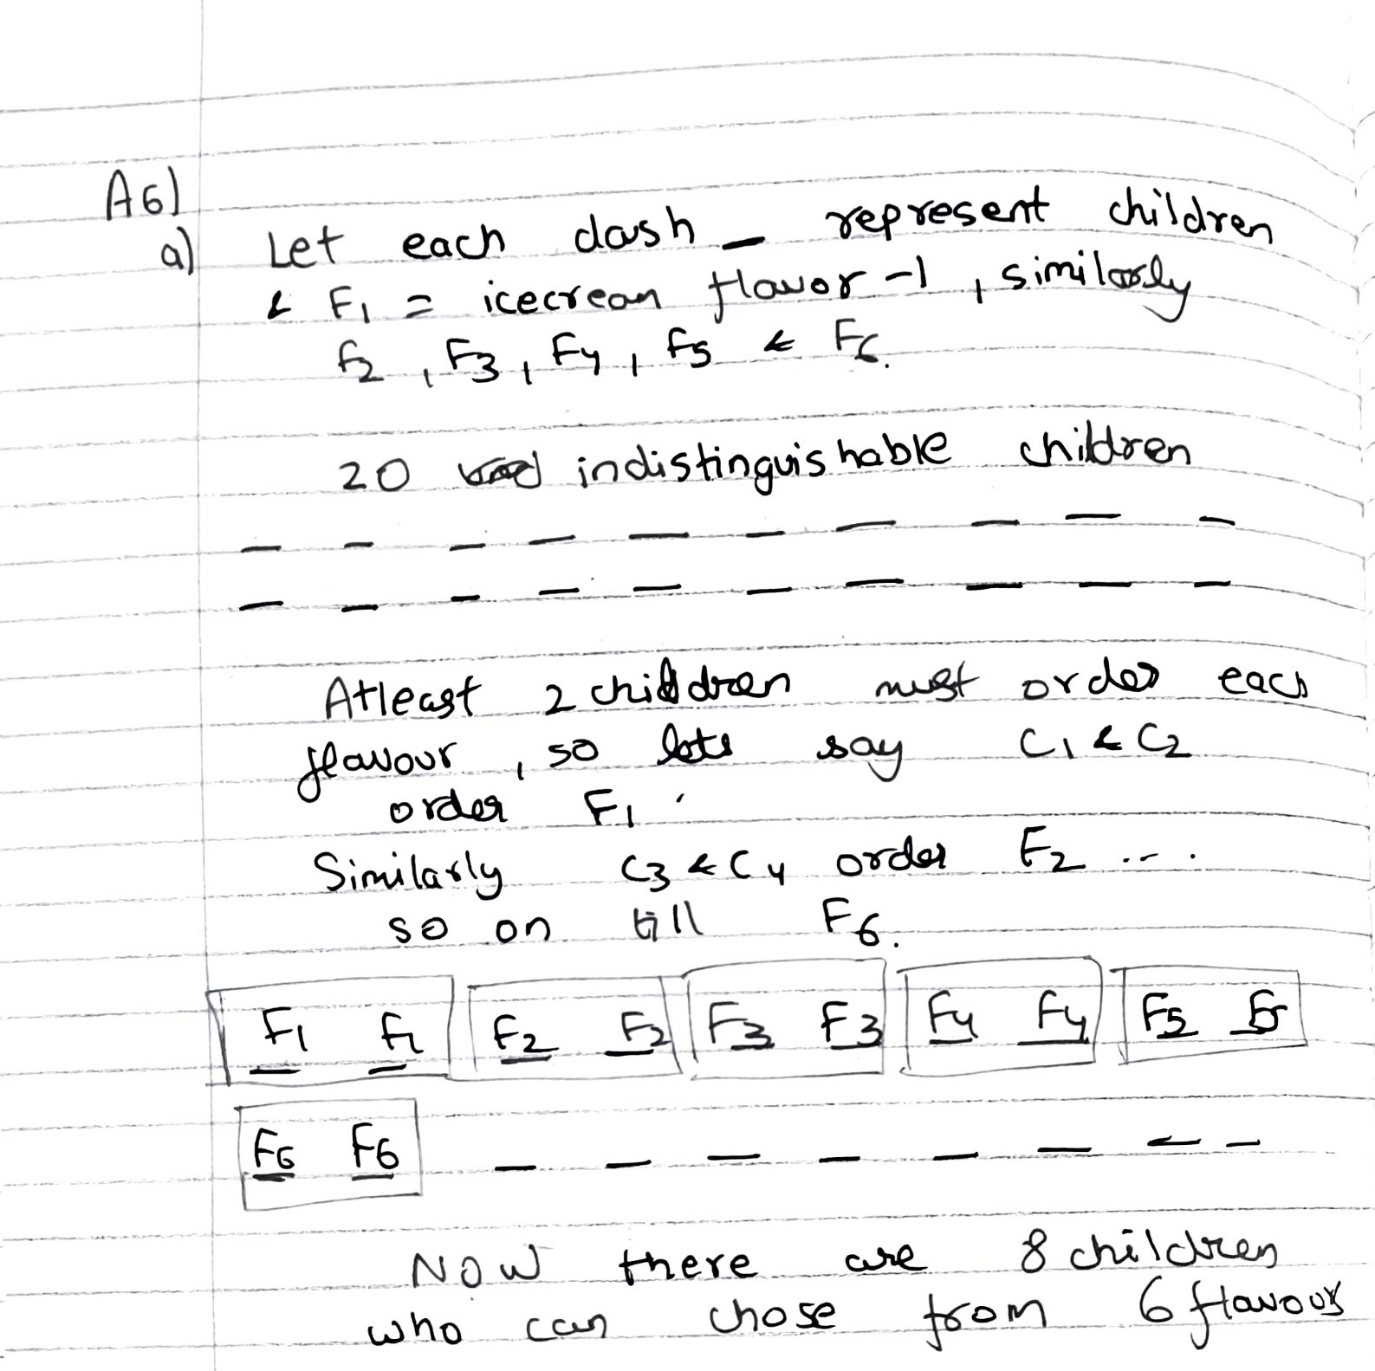 A6)
a) Let each dash _ represent children
& F1 = icecrean flavor -1, similarly
F2, F3, F4, F5 & F6.
20 indistinguishable children
_ _ _ _ _ _ _ _ _ _
_ _ _ _ _ _ _ _ _ _
Atleast 2 children must order each
flavour, so lets say C1 & C2
order F1.
Similarly C3 & C4 order F2 ....
so on till F6.
F1 F1 F2 F2 F3 F3 F4 F4 F5 F5
F6 F6 _ _ _ _ _ _ _ _
NOW there are 8 children
who can chose from 6 flavour